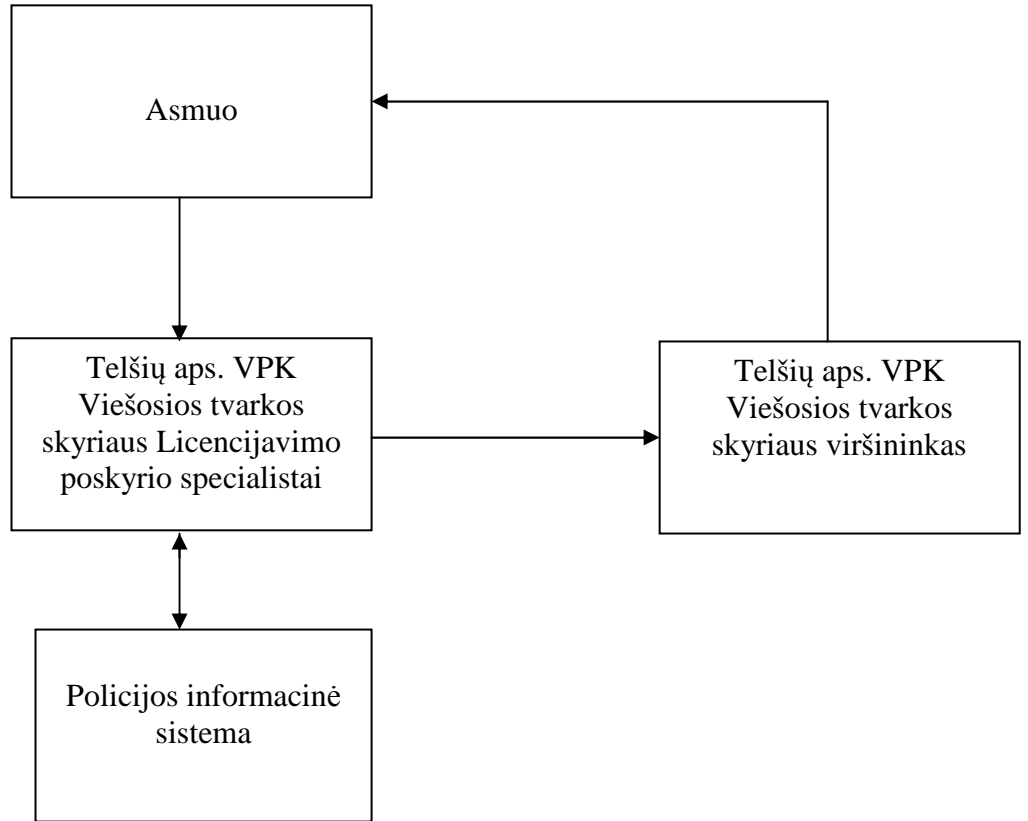 Asmuo
Telšių aps. VPK
Viešosios tvarkos
skyriaus Licencijavimo
poskyrio specialistai
Telšių aps. VPK
Viešosios tvarkos
skyriaus viršininkas
Policijos informacinė
sistema